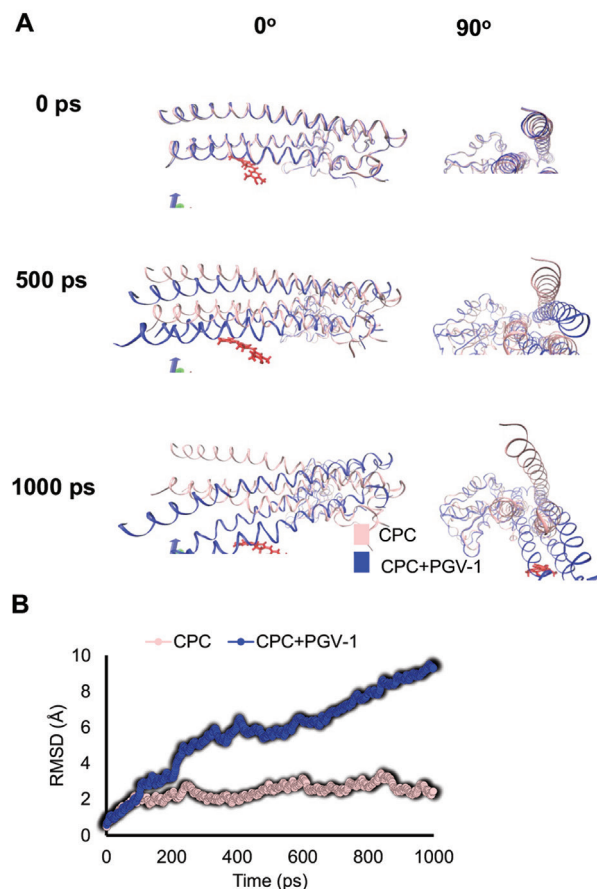 A
0° 90°
0 ps
500 ps
1000 ps
CPC
CPC+PGV-1
B
CPC CPC+PGV-1
10
8
6
4
2
0
RMSD (Å)
0 200 400 600 800 1000
Time (ps)